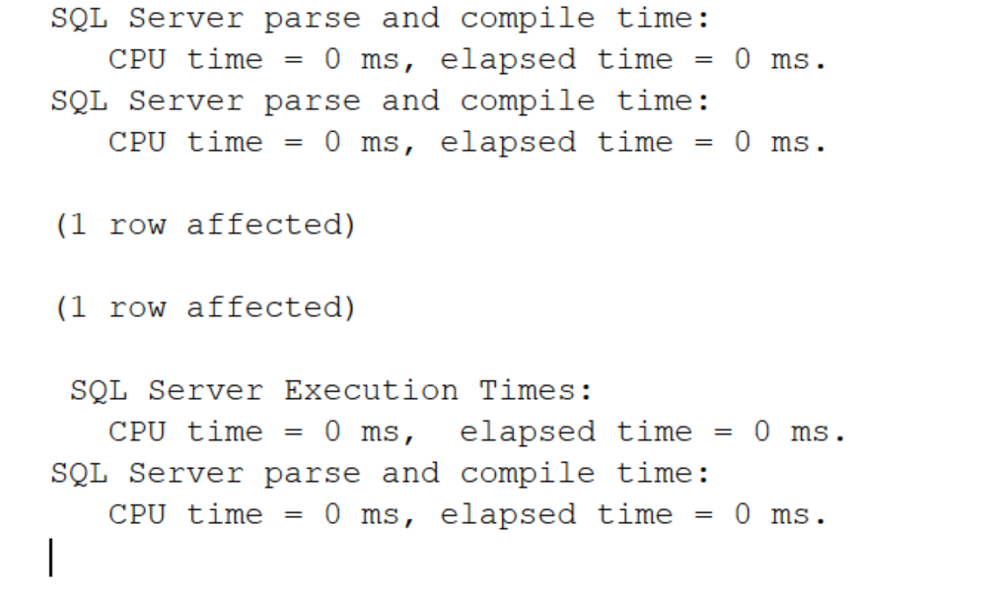 SQL Server parse and compile time:
   CPU time = 0 ms, elapsed time = 0 ms.
SQL Server parse and compile time:
   CPU time = 0 ms, elapsed time = 0 ms.

(1 row affected)

(1 row affected)

 SQL Server Execution Times:
   CPU time = 0 ms,  elapsed time = 0 ms.
SQL Server parse and compile time:
   CPU time = 0 ms, elapsed time = 0 ms.